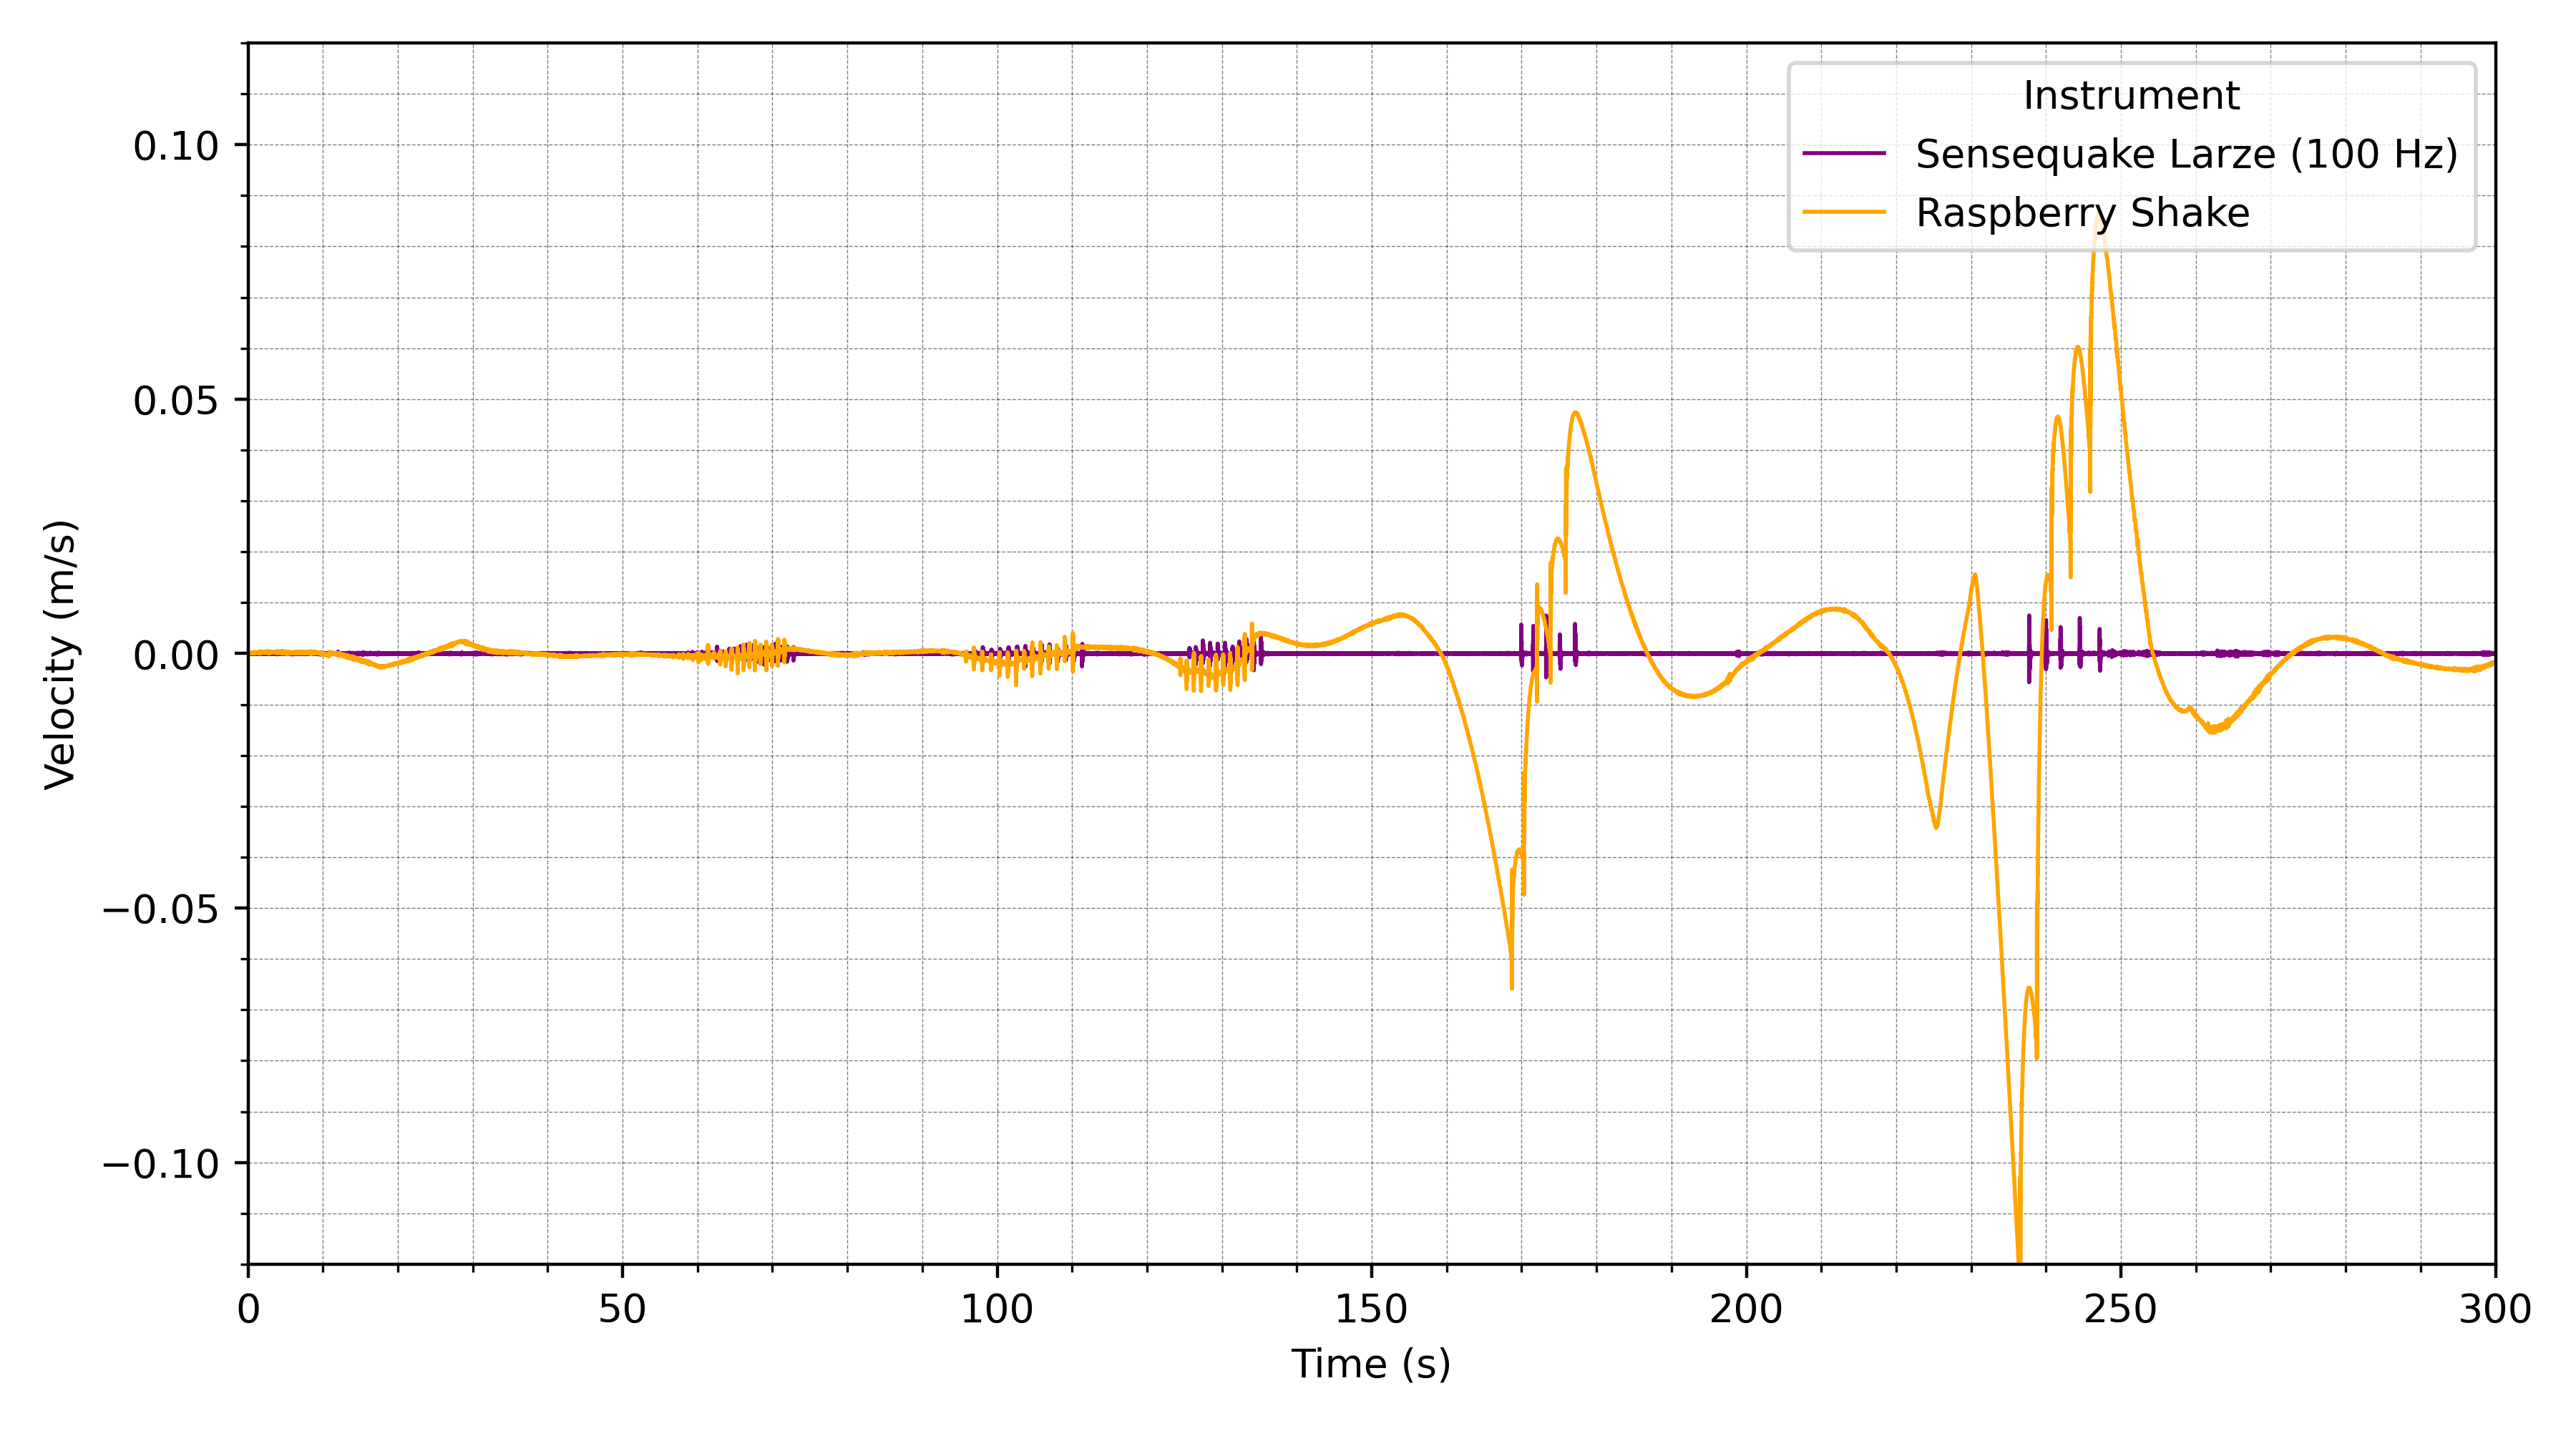 Instrument
Sensequake Larze (100 Hz)
Raspberry Shake
0.10
0.05
0.00
−0.05
−0.10
Velocity (m/s)
0 50 100 150 200 250 300
Time (s)